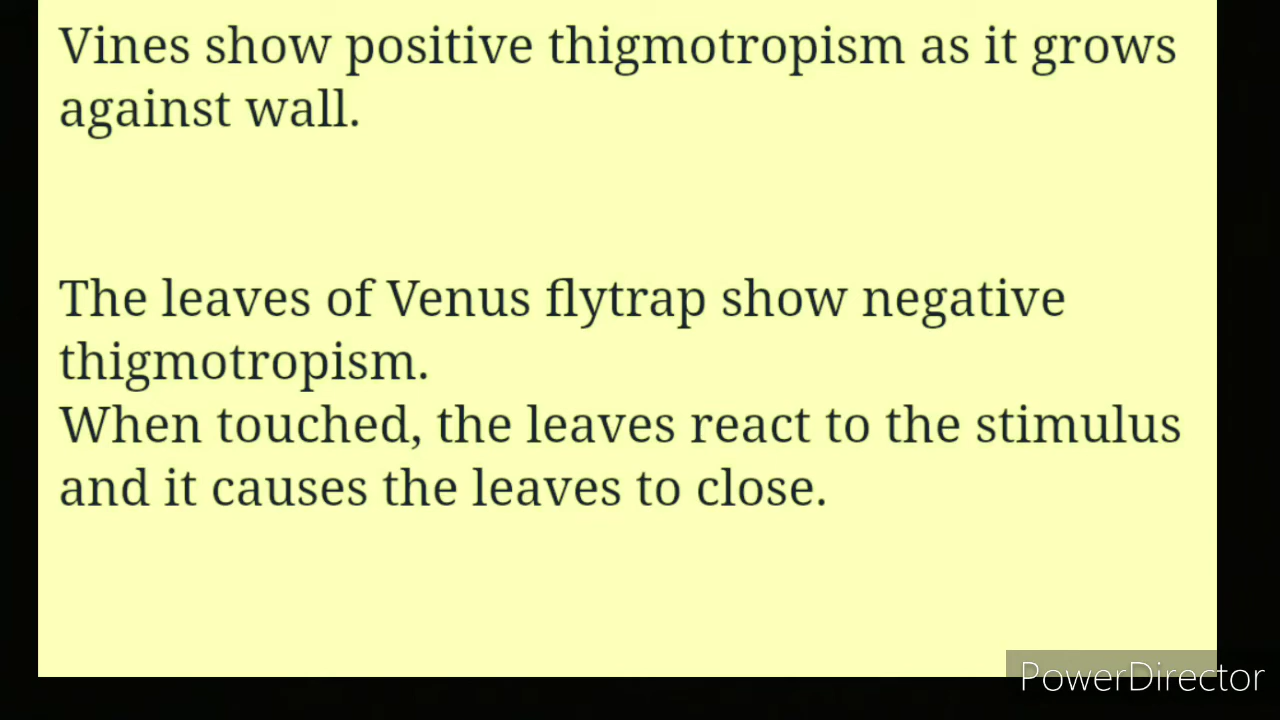 Vines show positive thigmotropism as it grows
against wall.
The leaves of Venus flytrap show negative
thigmotropism.
When touched, the leaves react to the stimulus
and it causes the leaves to close.
PowerDirector